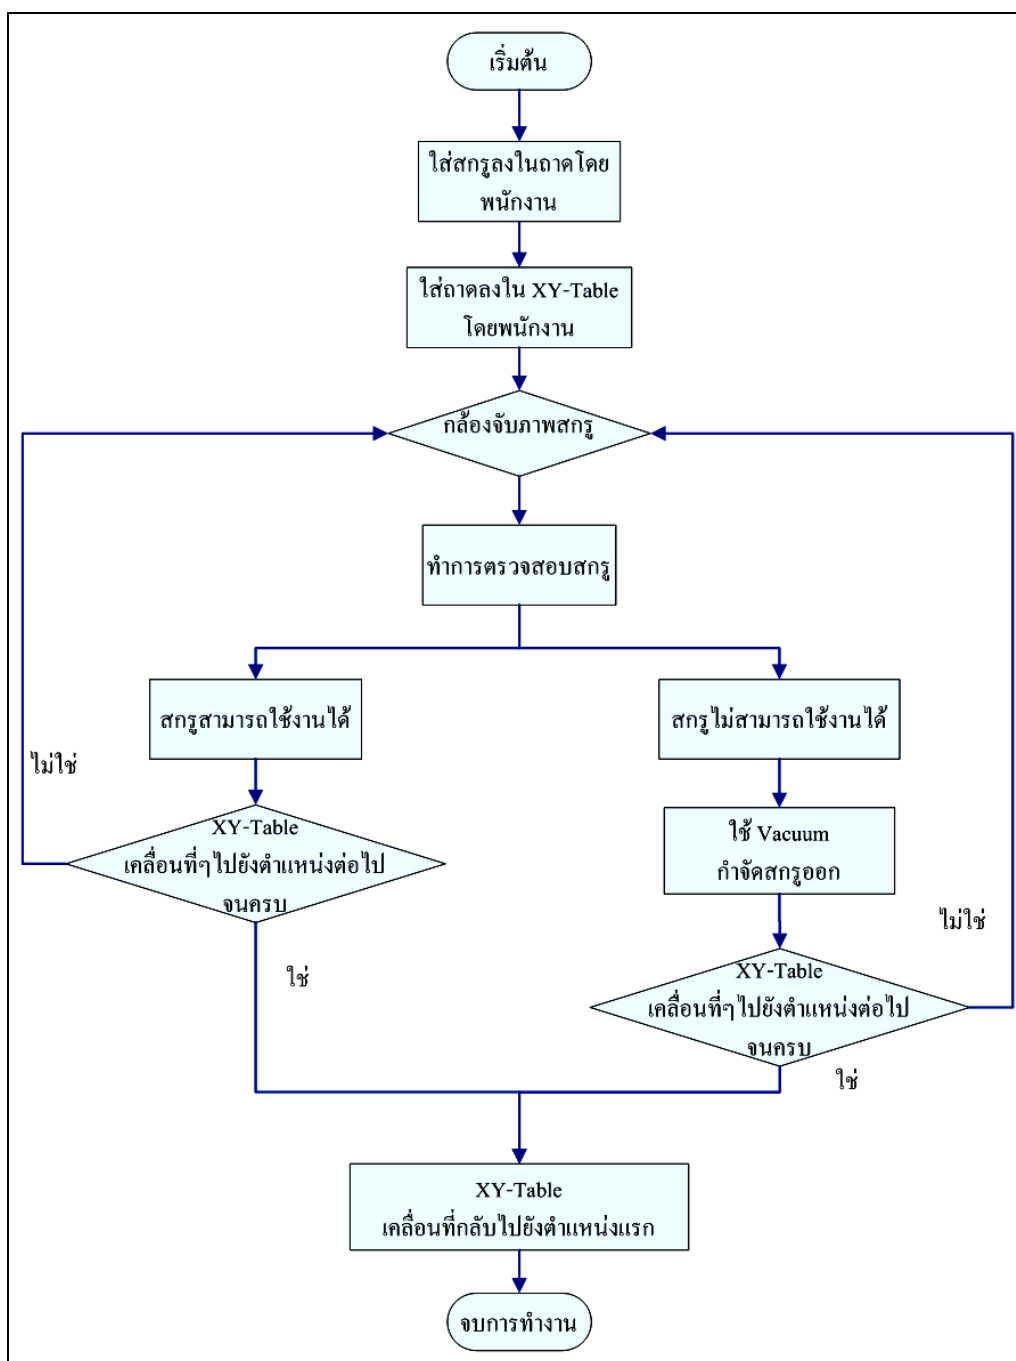 เริ่มต้น
ใส่สกรูลงในถาดโดย
พนักงาน
ใส่ถาดลงใน XY-Table
โดยพนักงาน
กล้องจับภาพสกรู
ทำการตรวจสอบสกรู
สกรูสามารถใช้งานได้
สกรูไม่สามารถใช้งานได้
ไม่ใช่
XY-Table
เคลื่อนที่ๆไปยังตำแหน่งต่อไป
จนครบ
ใช้ Vacuum
กำจัดสกรูออก
ไม่ใช่
ใช่
XY-Table
เคลื่อนที่ๆไปยังตำแหน่งต่อไป
จนครบ
ใช่
XY-Table
เคลื่อนที่กลับไปยังตำแหน่งแรก
จบการทำงาน